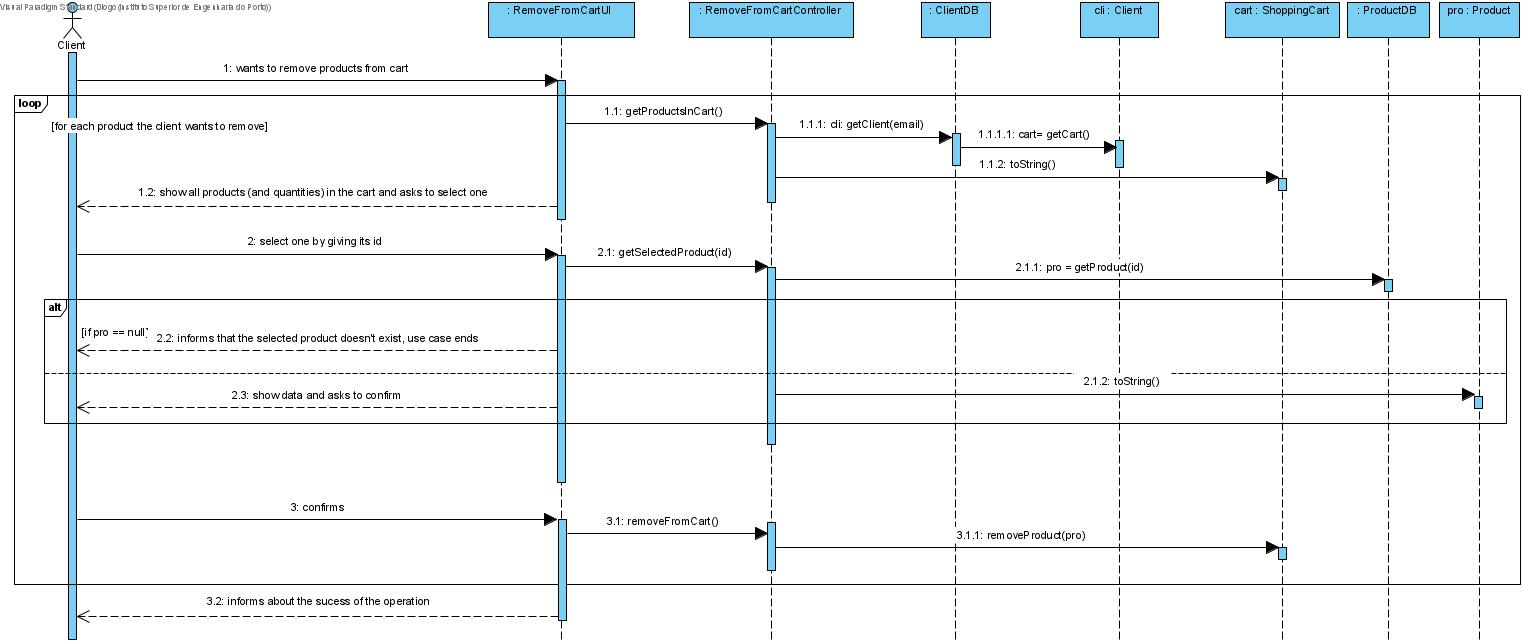 Visual Paradigm Standard (Diogo (Instituto Superior de Engenharia do Porto))
Client
: RemoveFromCartUI
: RemoveFromCartController
: ClientDB
cli : Client
cart : ShoppingCart
: ProductDB
pro : Product
1: wants to remove products from cart
loop
[for each product the client wants to remove]
1.1: getProductsInCart()
1.1.1: cli: getClient(email)
1.1.1.1: cart= getCart()
1.1.2: toString()
1.2: show all products (and quantities) in the cart and asks to select one
2: select one by giving its id
2.1: getSelectedProduct(id)
2.1.1: pro = getProduct(id)
alt
[if pro == null]
2.2: informs that the selected product doesn't exist, use case ends
2.1.2: toString()
2.3: show data and asks to confirm
3: confirms
3.1: removeFromCart()
3.1.1: removeProduct(pro)
3.2: informs about the sucess of the operation